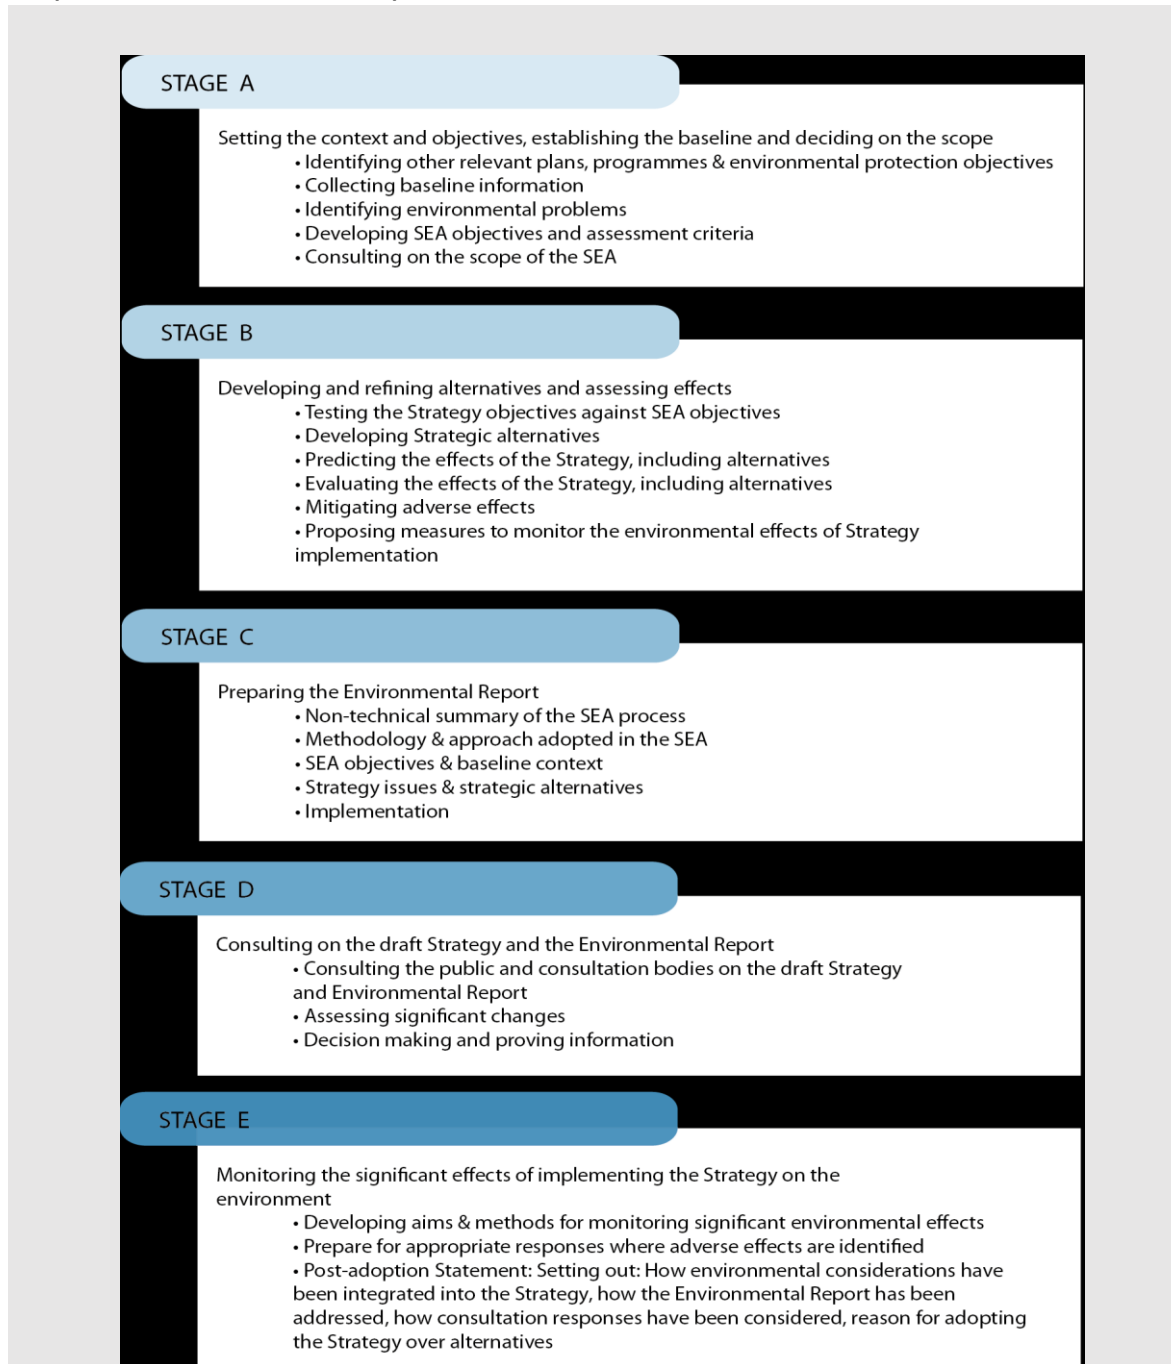 STAGE A
Setting the context and objectives, establishing the baseline and deciding on the scope
• Identifying other relevant plans, programmes & environmental protection objectives
• Collecting baseline information
• Identifying environmental problems
• Developing SEA objectives and assessment criteria
• Consulting on the scope of the SEA
STAGE B
Developing and refining alternatives and assessing effects
• Testing the Strategy objectives against SEA objectives
• Developing Strategic alternatives
• Predicting the effects of the Strategy, including alternatives
• Evaluating the effects of the Strategy, including alternatives
• Mitigating adverse effects
• Proposing measures to monitor the environmental effects of Strategy
implementation
STAGE C
Preparing the Environmental Report
• Non-technical summary of the SEA process
• Methodology & approach adopted in the SEA
• SEA objectives & baseline context
• Strategy issues & strategic alternatives
• Implementation
STAGE D
Consulting on the draft Strategy and the Environmental Report
• Consulting the public and consultation bodies on the draft Strategy
and Environmental Report
• Assessing significant changes
• Decision making and proving information
STAGE E
Monitoring the significant effects of implementing the Strategy on the
environment
• Developing aims & methods for monitoring significant environmental effects
• Prepare for appropriate responses where adverse effects are identified
• Post-adoption Statement: Setting out: How environmental considerations have
been integrated into the Strategy, how the Environmental Report has been
addressed, how consultation responses have been considered, reason for adopting
the Strategy over alternatives